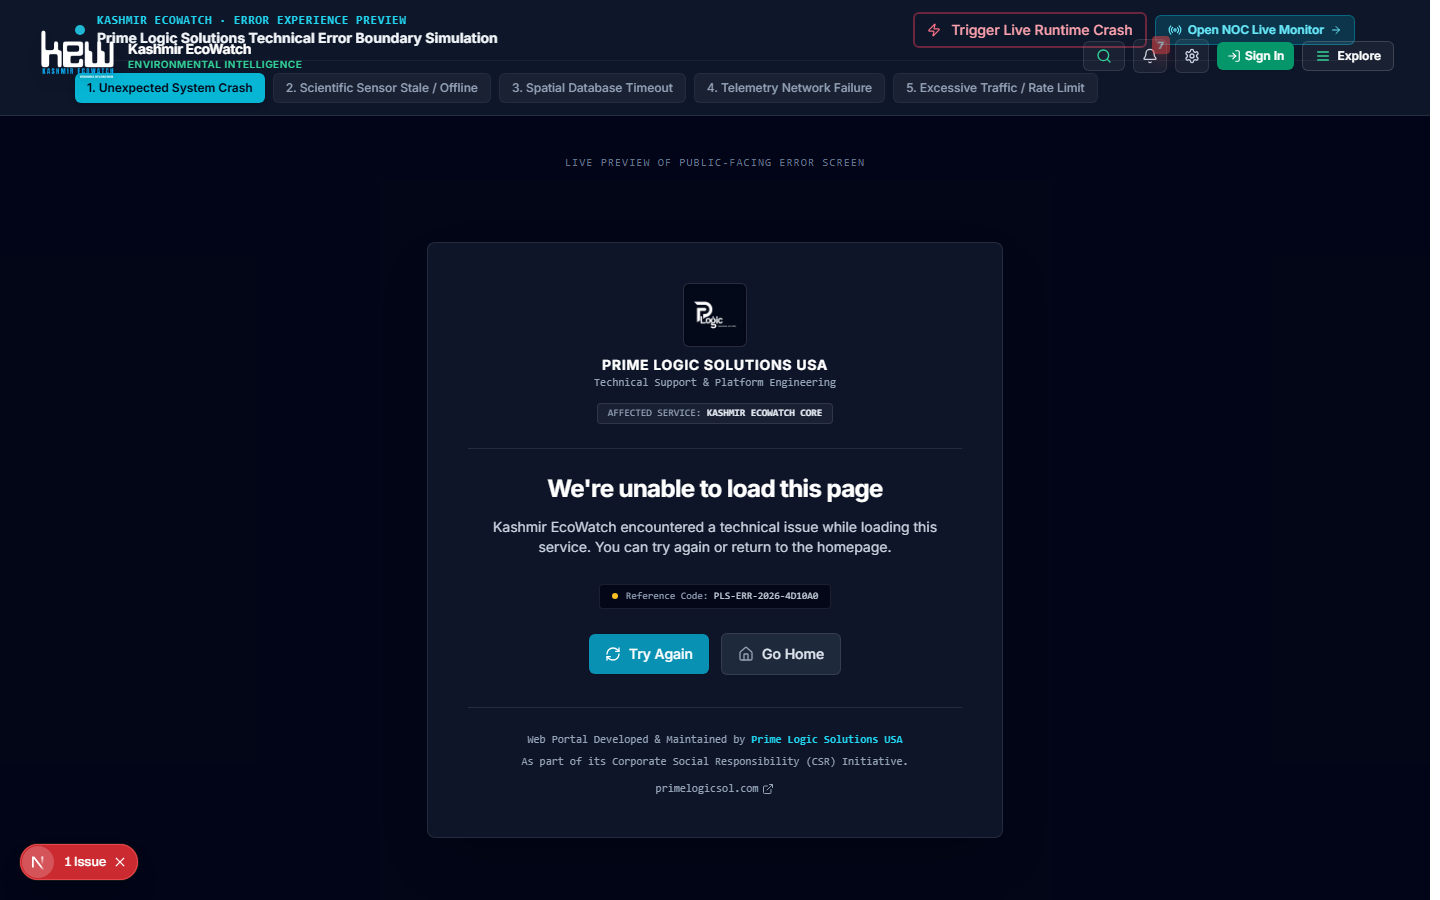 KASHMIR ECOWATCH · ERROR EXPERIENCE PREVIEW
Prime Logic Solutions Technical Error Boundary Simulation
kew
KASHMIR ECOWATCH
Kashmir EcoWatch
ENVIRONMENTAL INTELLIGENCE
Trigger Live Runtime Crash
Open NOC Live Monitor →
7
Sign In
Explore
1. Unexpected System Crash
2. Scientific Sensor Stale / Offline
3. Spatial Database Timeout
4. Telemetry Network Failure
5. Excessive Traffic / Rate Limit
LIVE PREVIEW OF PUBLIC-FACING ERROR SCREEN
PLogic
PRIME LOGIC SOLUTIONS USA
Technical Support & Platform Engineering
AFFECTED SERVICE: KASHMIR ECOWATCH CORE
We're unable to load this page
Kashmir EcoWatch encountered a technical issue while loading this
service. You can try again or return to the homepage.
Reference Code: PLS-ERR-2026-4D10A0
Try Again
Go Home
Web Portal Developed & Maintained by Prime Logic Solutions USA
As part of its Corporate Social Responsibility (CSR) Initiative.
primelogicsol.com
N
1 Issue